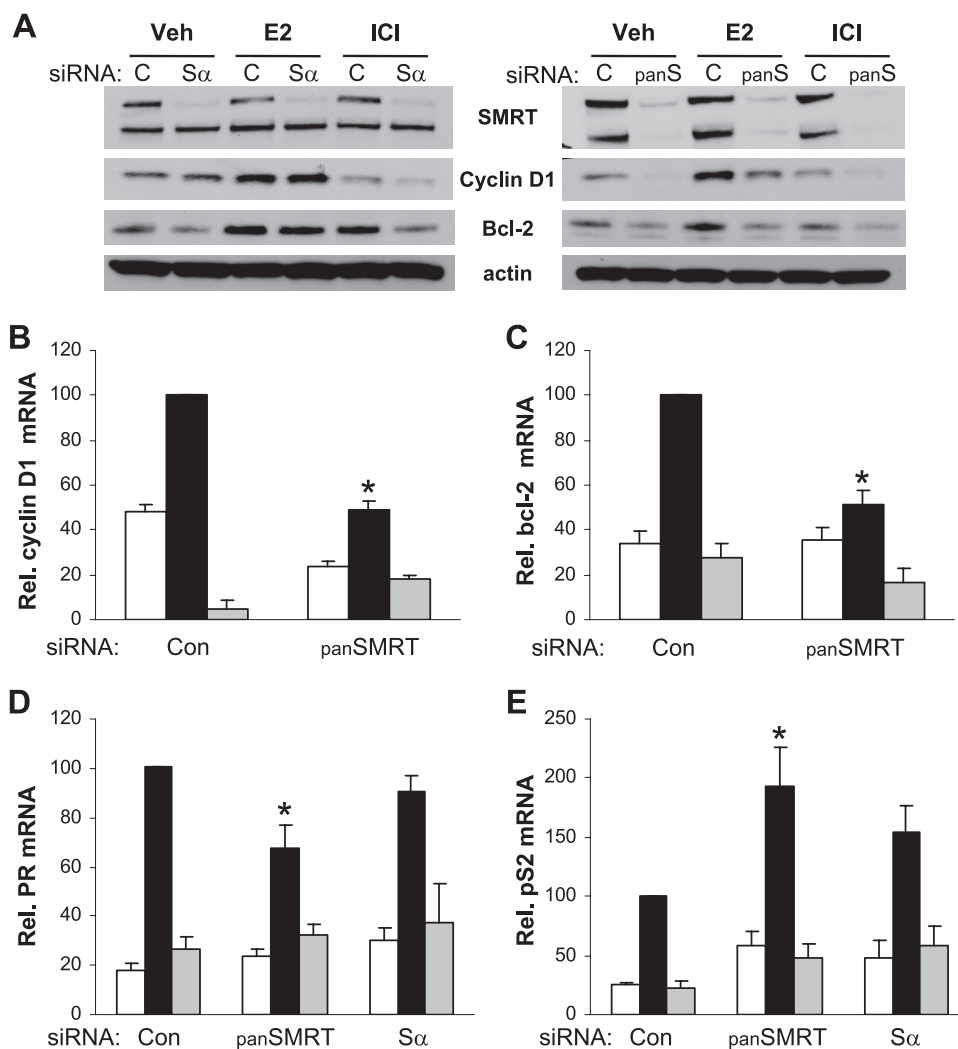 A
Veh E2 ICI Veh E2 ICI
siRNA: C Sα C Sα C Sα siRNA: C panS C panS C panS
SMRT
Cyclin D1
Bcl-2
actin
B
Rel. cyclin D1 mRNA
120
100
80
60
40
20
0
*
siRNA: Con panSMRT
C
Rel. bcl-2 mRNA
120
100
80
60
40
20
0
*
siRNA: Con panSMRT
D
Rel. PR mRNA
120
100
80
60
40
20
0
*
siRNA: Con panSMRT Sα
E
Rel. pS2 mRNA
250
200
150
100
50
0
*
siRNA: Con panSMRT Sα